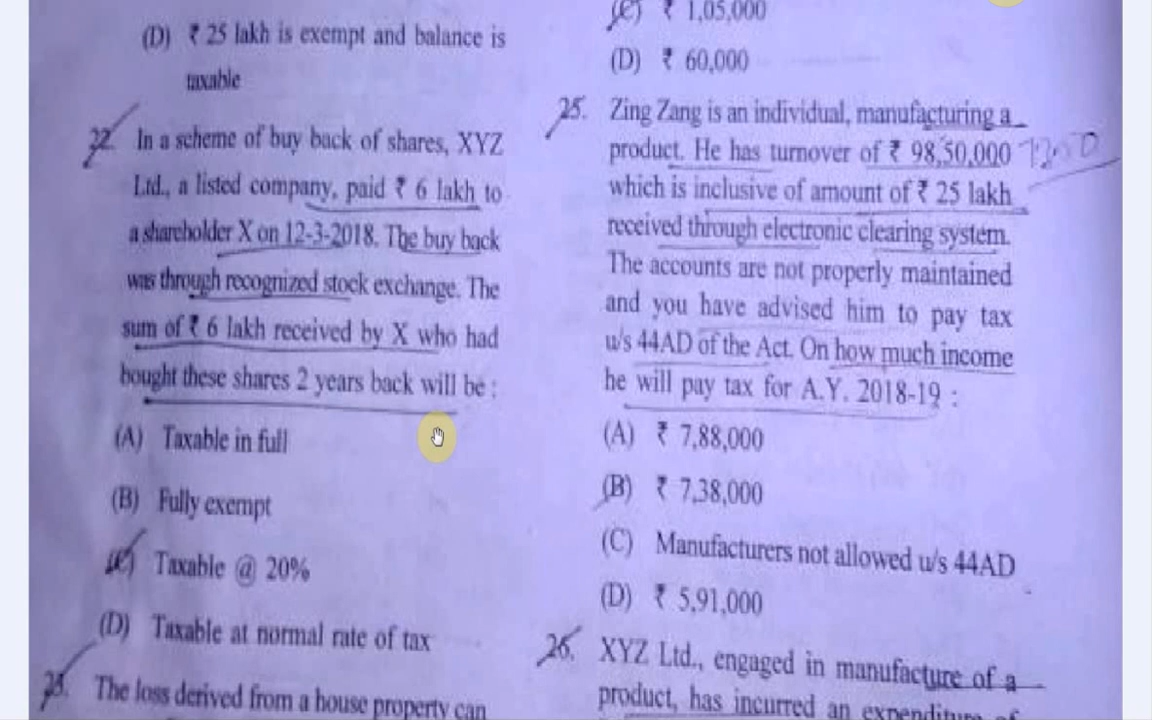 (D) ₹ 25 lakh is exempt and balance is
taxable
22. In a scheme of buy back of shares, XYZ
Ltd., a listed company, paid ₹ 6 lakh to
a shareholder X on 12-3-2018. The buy back
was through recognized stock exchange. The
sum of ₹ 6 lakh received by X who had
bought these shares 2 years back will be :
(A) Taxable in full
(B) Fully exempt
(C) Taxable @ 20%
(D) Taxable at normal rate of tax
23. The loss derived from a house property can
(C) ₹ 1,05,000
(D) ₹ 60,000
25. Zing Zang is an individual, manufacturing a
product. He has turnover of ₹ 98,50,000
which is inclusive of amount of ₹ 25 lakh
received through electronic clearing system.
The accounts are not properly maintained
and you have advised him to pay tax
u/s 44AD of the Act. On how much income
he will pay tax for A.Y. 2018-19 :
(A) ₹ 7,88,000
(B) ₹ 7,38,000
(C) Manufacturers not allowed u/s 44AD
(D) ₹ 5,91,000
26. XYZ Ltd., engaged in manufacture of a
product, has incurred an expenditure of